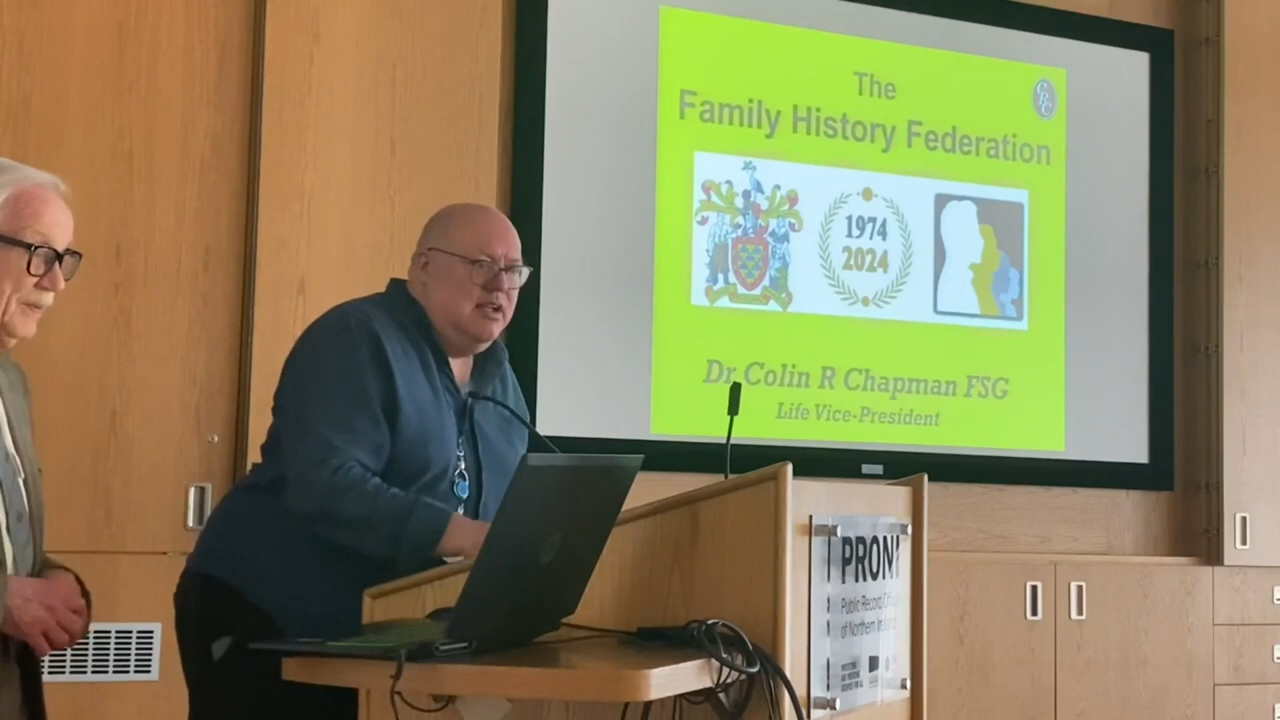 The
Family History Federation
CRC
1974
2024
Dr Colin R Chapman FSG
Life Vice-President
PRONI
Public Record Office
of Northern Ireland